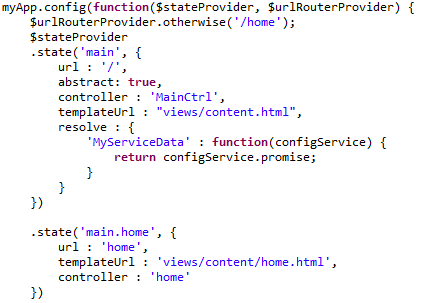 myApp.config(function($stateProvider, $urlRouterProvider) {
    $urlRouterProvider.otherwise('/home');
    $stateProvider
    .state('main', {
        url : '/',
        abstract: true,
        controller : 'MainCtrl',
        templateUrl : "views/content.html",
        resolve : {
            'MyServiceData' : function(configService) {
                return configService.promise;
            }
        }
    })

    .state('main.home', {
        url : 'home',
        templateUrl : 'views/content/home.html',
        controller : 'home'
    })